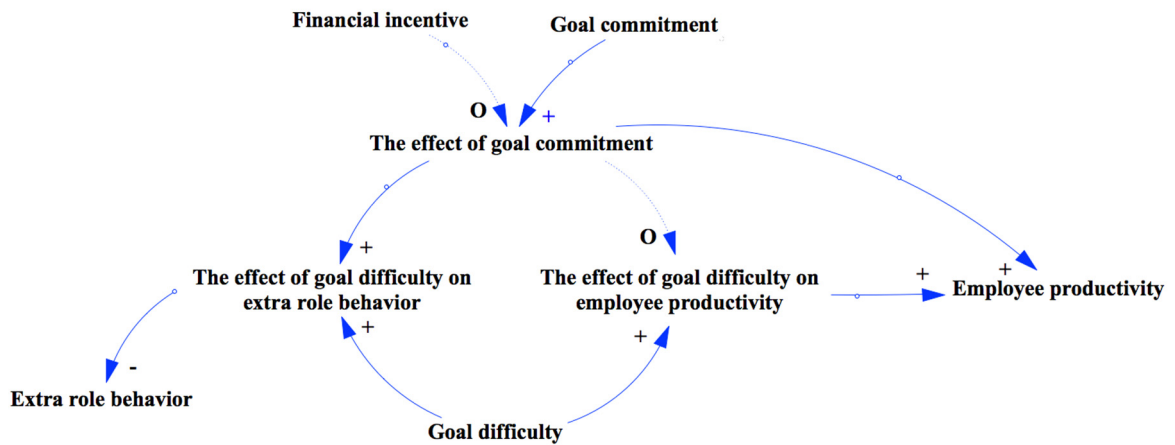 Financial incentive
Goal commitment
O
+
The effect of goal commitment
+
O
The effect of goal difficulty on
extra role behavior
The effect of goal difficulty on
employee productivity
+
+
Employee productivity
+
+
-
Extra role behavior
Goal difficulty